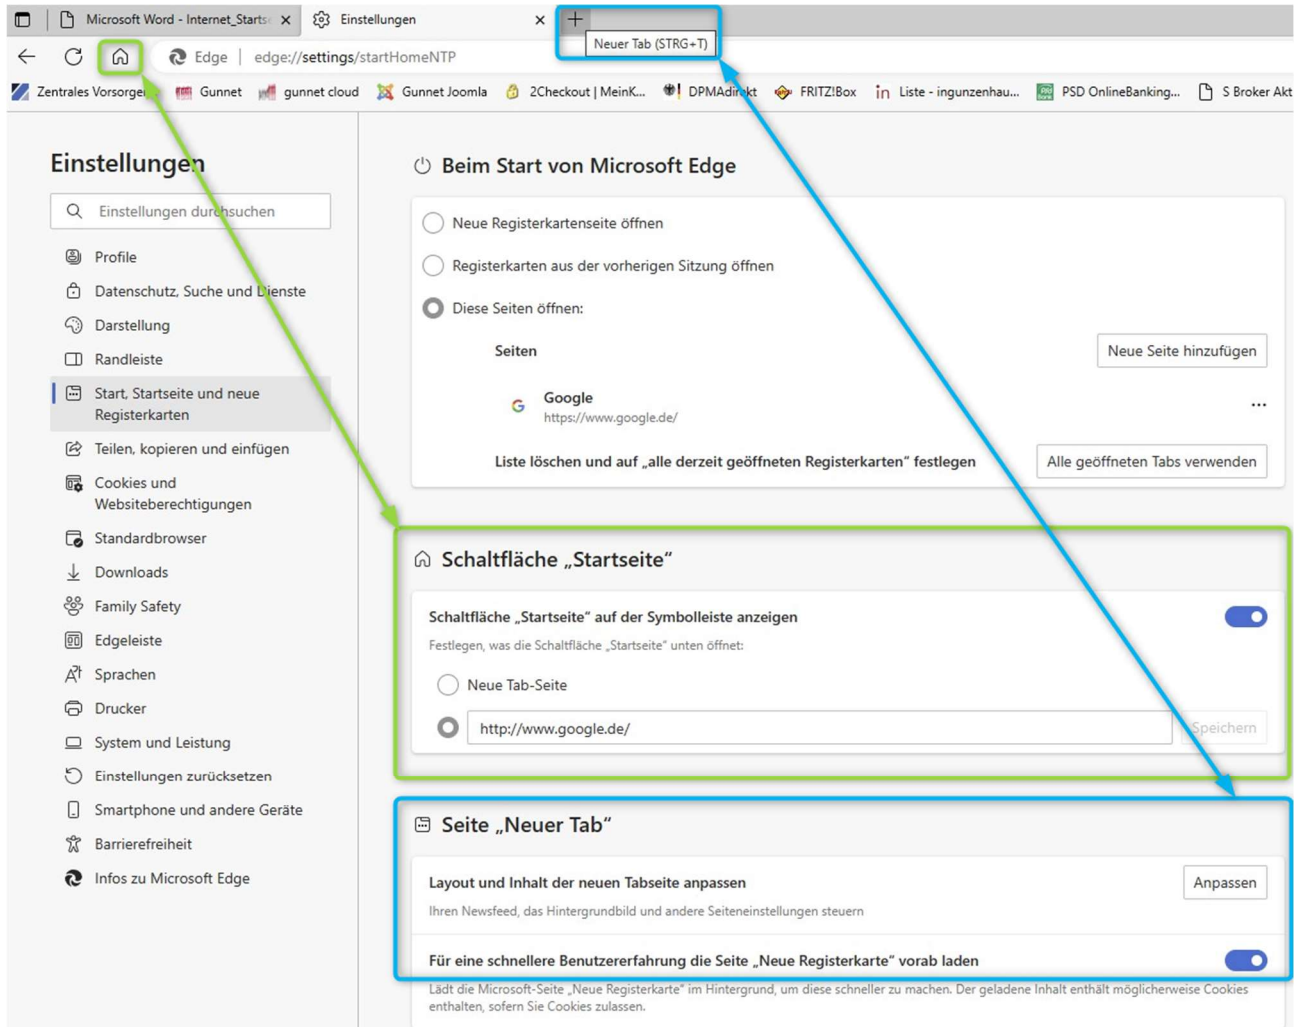 Microsoft Word - Internet_Starts
Einstellungen
Neuer Tab (STRG+T)
Edge
edge://settings/startHomeNTP
Zentrales Vorsorge
Gunnet
gunnet cloud
Gunnet Joomla
2Checkout | MeinK...
DPMAdirekt
FRITZ!Box
Liste - ingunzenhau...
PSD OnlineBanking...
S Broker Akt
Einstellungen
Einstellungen durchsuchen
Profile
Datenschutz, Suche und Dienste
Darstellung
Randleiste
Start, Startseite und neue
Registerkarten
Teilen, kopieren und einfügen
Cookies und
Websiteberechtigungen
Standardbrowser
Downloads
Family Safety
Edgeleiste
Sprachen
Drucker
System und Leistung
Einstellungen zurücksetzen
Smartphone und andere Geräte
Barrierefreiheit
Infos zu Microsoft Edge
Beim Start von Microsoft Edge
Neue Registerkartenseite öffnen
Registerkarten aus der vorherigen Sitzung öffnen
Diese Seiten öffnen:
Seiten
Neue Seite hinzufügen
Google
https://www.google.de/
Liste löschen und auf „alle derzeit geöffneten Registerkarten“ festlegen
Alle geöffneten Tabs verwenden
Schaltfläche „Startseite“
Schaltfläche „Startseite“ auf der Symbolleiste anzeigen
Festlegen, was die Schaltfläche „Startseite“ unten öffnet:
Neue Tab-Seite
http://www.google.de/
Speichern
Seite „Neuer Tab“
Layout und Inhalt der neuen Tabseite anpassen
Anpassen
Ihren Newsfeed, das Hintergrundbild und andere Seiteneinstellungen steuern
Für eine schnellere Benutzererfahrung die Seite „Neue Registerkarte“ vorab laden
Lädt die Microsoft-Seite „Neue Registerkarte“ im Hintergrund, um diese schneller zu machen. Der geladene Inhalt enthält möglicherweise Cookies
enthalten, sofern Sie Cookies zulassen.